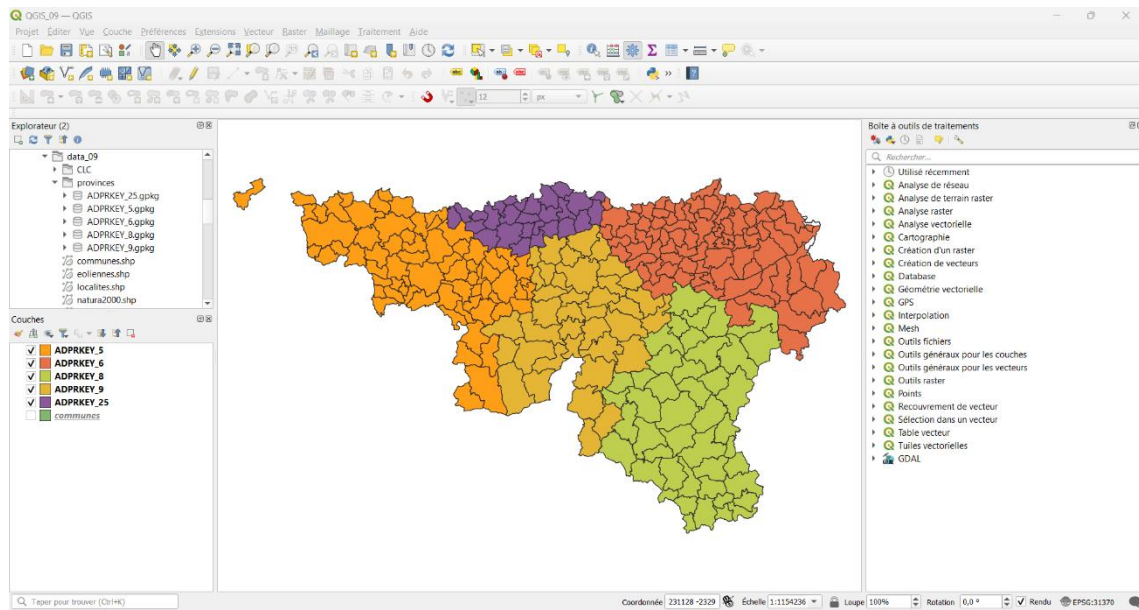 QGIS_09 — QGIS
Projet Éditer Vue Couche Préférences Extensions Vecteur Raster Maillage Internet Traitement Aide
abc abc
12 px
Explorateur (2)
data_09
CLC
provinces
ADPRKEY_25.gpkg
ADPRKEY_5.gpkg
ADPRKEY_6.gpkg
ADPRKEY_8.gpkg
ADPRKEY_9.gpkg
communes.shp
eoliennes.shp
localites.shp
natura2000.shp
Couches
ADPRKEY_5
ADPRKEY_6
ADPRKEY_8
ADPRKEY_9
ADPRKEY_25
communes
Boîte à outils de traitements
Rechercher...
Utilisé récemment
Analyse de réseau
Analyse de terrain raster
Analyse raster
Analyse vectorielle
Cartographie
Création d'un raster
Création de vecteurs
Database
Géométrie vectorielle
GPS
Interpolation
Mesh
Outils fichiers
Outils généraux pour les couches
Outils généraux pour les vecteurs
Outils raster
Points
Recouvrement de vecteur
Sélection dans un vecteur
Table vecteur
Tuiles vectorielles
GDAL
Taper pour trouver (Ctrl+K) Coordonnée 231128 -2329 Échelle 1:1154236 Loupe 100% Rotation 0,0 ° Rendu EPSG:31370